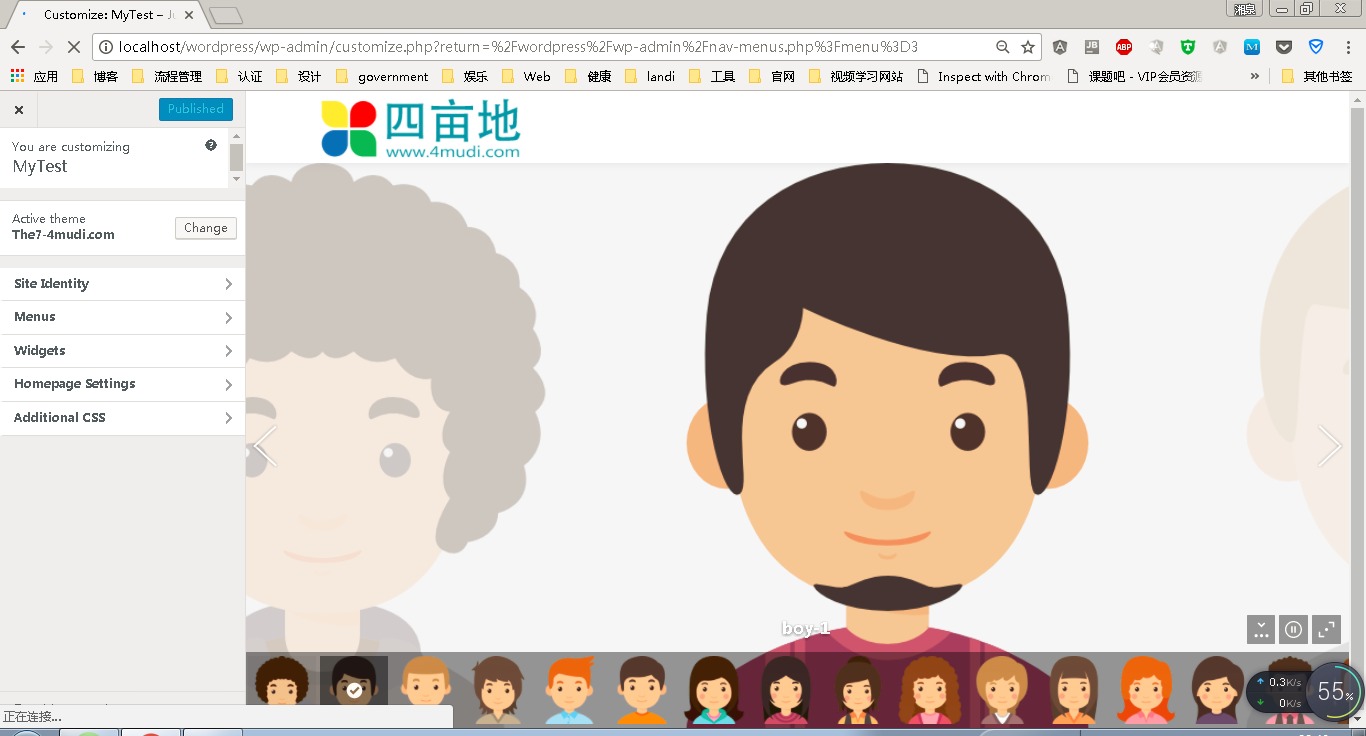 Customize: MyTest – Ju
湘泉
localhost/wordpress/wp-admin/customize.php?return=%2Fwordpress%2Fwp-admin%2Fnav-menus.php%3Fmenu%3D3
JB ABP T M
应用 博客 流程管理 认证 设计 government 娱乐 Web 健康 landi 工具 官网 视频学习网站 Inspect with Chrom 课题吧 - VIP会员资源 » 其他书签
Published
You are customizing
MyTest
Active theme
The7-4mudi.com
Change
Site Identity
Menus
Widgets
Homepage Settings
Additional CSS
四亩地
www.4mudi.com
boy-1
0.3K/s
0K/s
55%
正在连接...